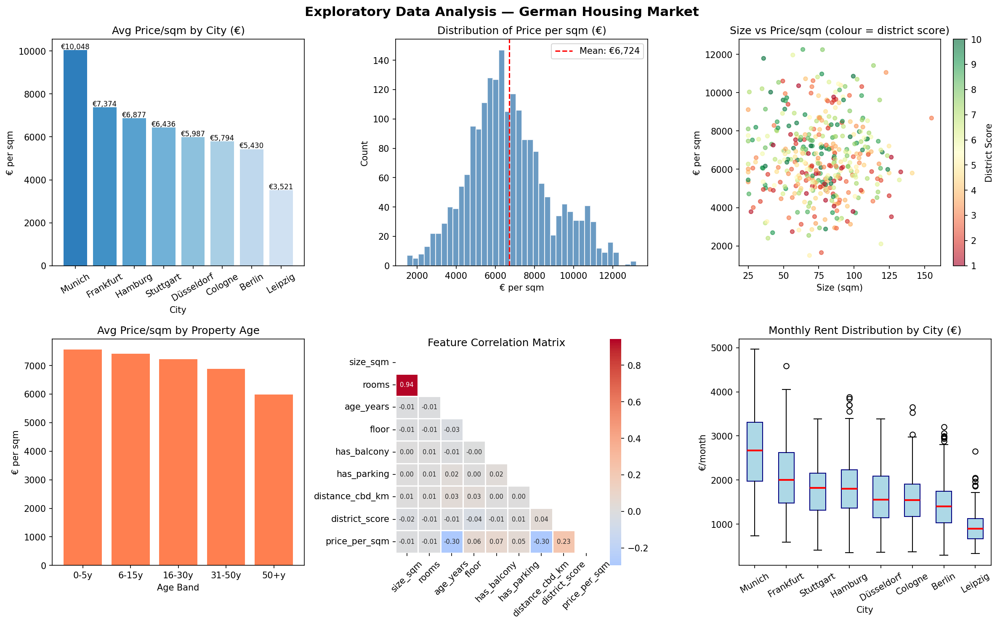 Exploratory Data Analysis — German Housing Market
Avg Price/sqm by City (€)
€ per sqm
10000
8000
6000
4000
2000
0
€10,048
€7,374
€6,877
€6,436
€5,987
€5,794
€5,430
€3,521
Munich
Frankfurt
Hamburg
Stuttgart
Düsseldorf
Cologne
Berlin
Leipzig
City
Distribution of Price per sqm (€)
Count
140
120
100
80
60
40
20
0
Mean: €6,724
2000
4000
6000
8000
10000
12000
€ per sqm
Size vs Price/sqm (colour = district score)
€ per sqm
12000
10000
8000
6000
4000
2000
25
50
75
100
125
150
Size (sqm)
10
9
8
7
6
5
4
3
2
1
District Score
Avg Price/sqm by Property Age
€ per sqm
7000
6000
5000
4000
3000
2000
1000
0
0-5y
6-15y
16-30y
31-50y
50+y
Age Band
Feature Correlation Matrix
size_sqm
rooms 0.94
age_years -0.01 -0.01
floor -0.01 -0.01 -0.03
has_balcony 0.00 0.01 -0.01 -0.00
has_parking 0.00 0.01 0.02 0.00 0.02
distance_cbd_km 0.01 0.01 0.03 0.03 0.00 0.00
district_score -0.02 -0.01 -0.01 -0.04 -0.01 0.01 0.04
price_per_sqm -0.01 -0.01 -0.30 0.06 0.07 0.05 -0.30 0.23
size_sqm
rooms
age_years
floor
has_balcony
has_parking
distance_cbd_km
district_score
price_per_sqm
0.8
0.6
0.4
0.2
0.0
−0.2
Monthly Rent Distribution by City (€)
€/month
5000
4000
3000
2000
1000
Munich
Frankfurt
Stuttgart
Hamburg
Düsseldorf
Cologne
Berlin
Leipzig
City